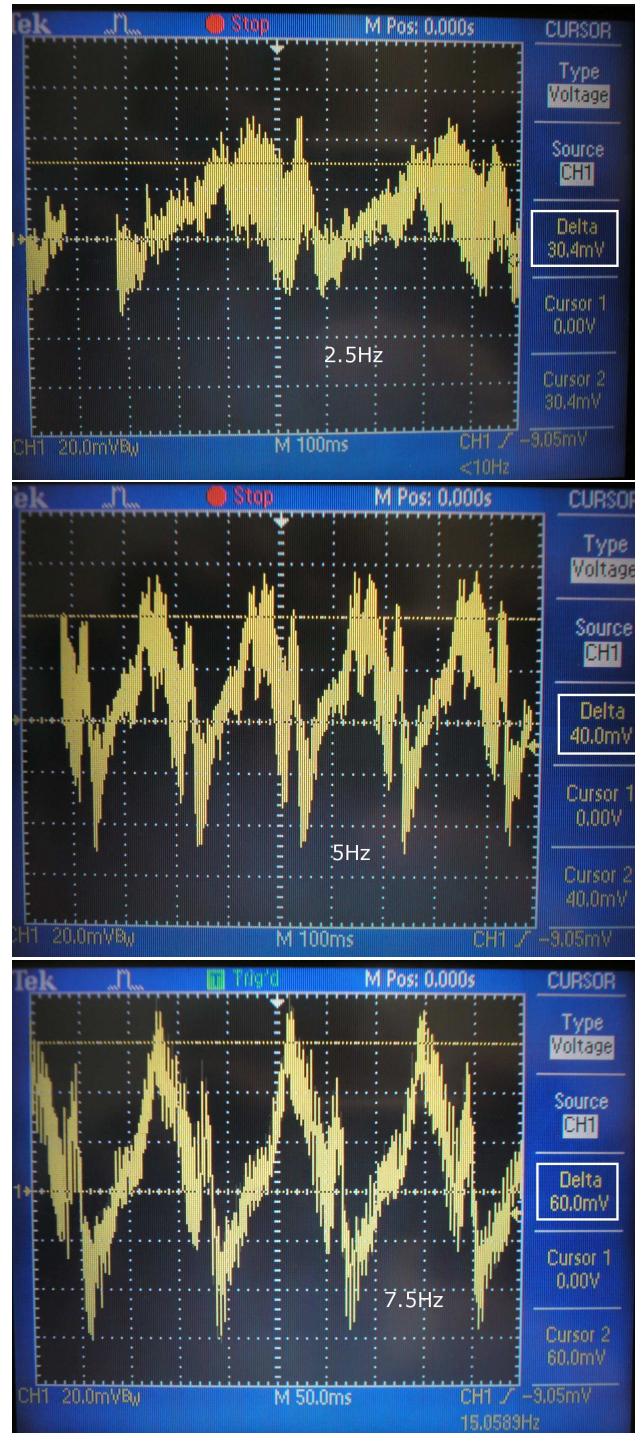 Tek Stop M Pos: 0.000s CURSOR
Type
Voltage
Source
CH1
Delta
30.4mV
Cursor 1
0.00V
Cursor 2
30.4mV
2.5Hz
CH1 20.0mVBW M 100ms CH1 -9.05mV
<10Hz
ek Stop M Pos: 0.000s CURSOR
Type
Voltage
Source
CH1
Delta
40.0mV
Cursor 1
0.00V
Cursor 2
40.0mV
5Hz
CH1 20.0mVBW M 100ms CH1 -9.05mV
Tek T Trig'd M Pos: 0.000s CURSOR
Type
Voltage
Source
CH1
1
Delta
60.0mV
Cursor 1
0.00V
Cursor 2
60.0mV
7.5Hz
CH1 20.0mVBW M 50.0ms CH1 -9.05mV
15.0589Hz